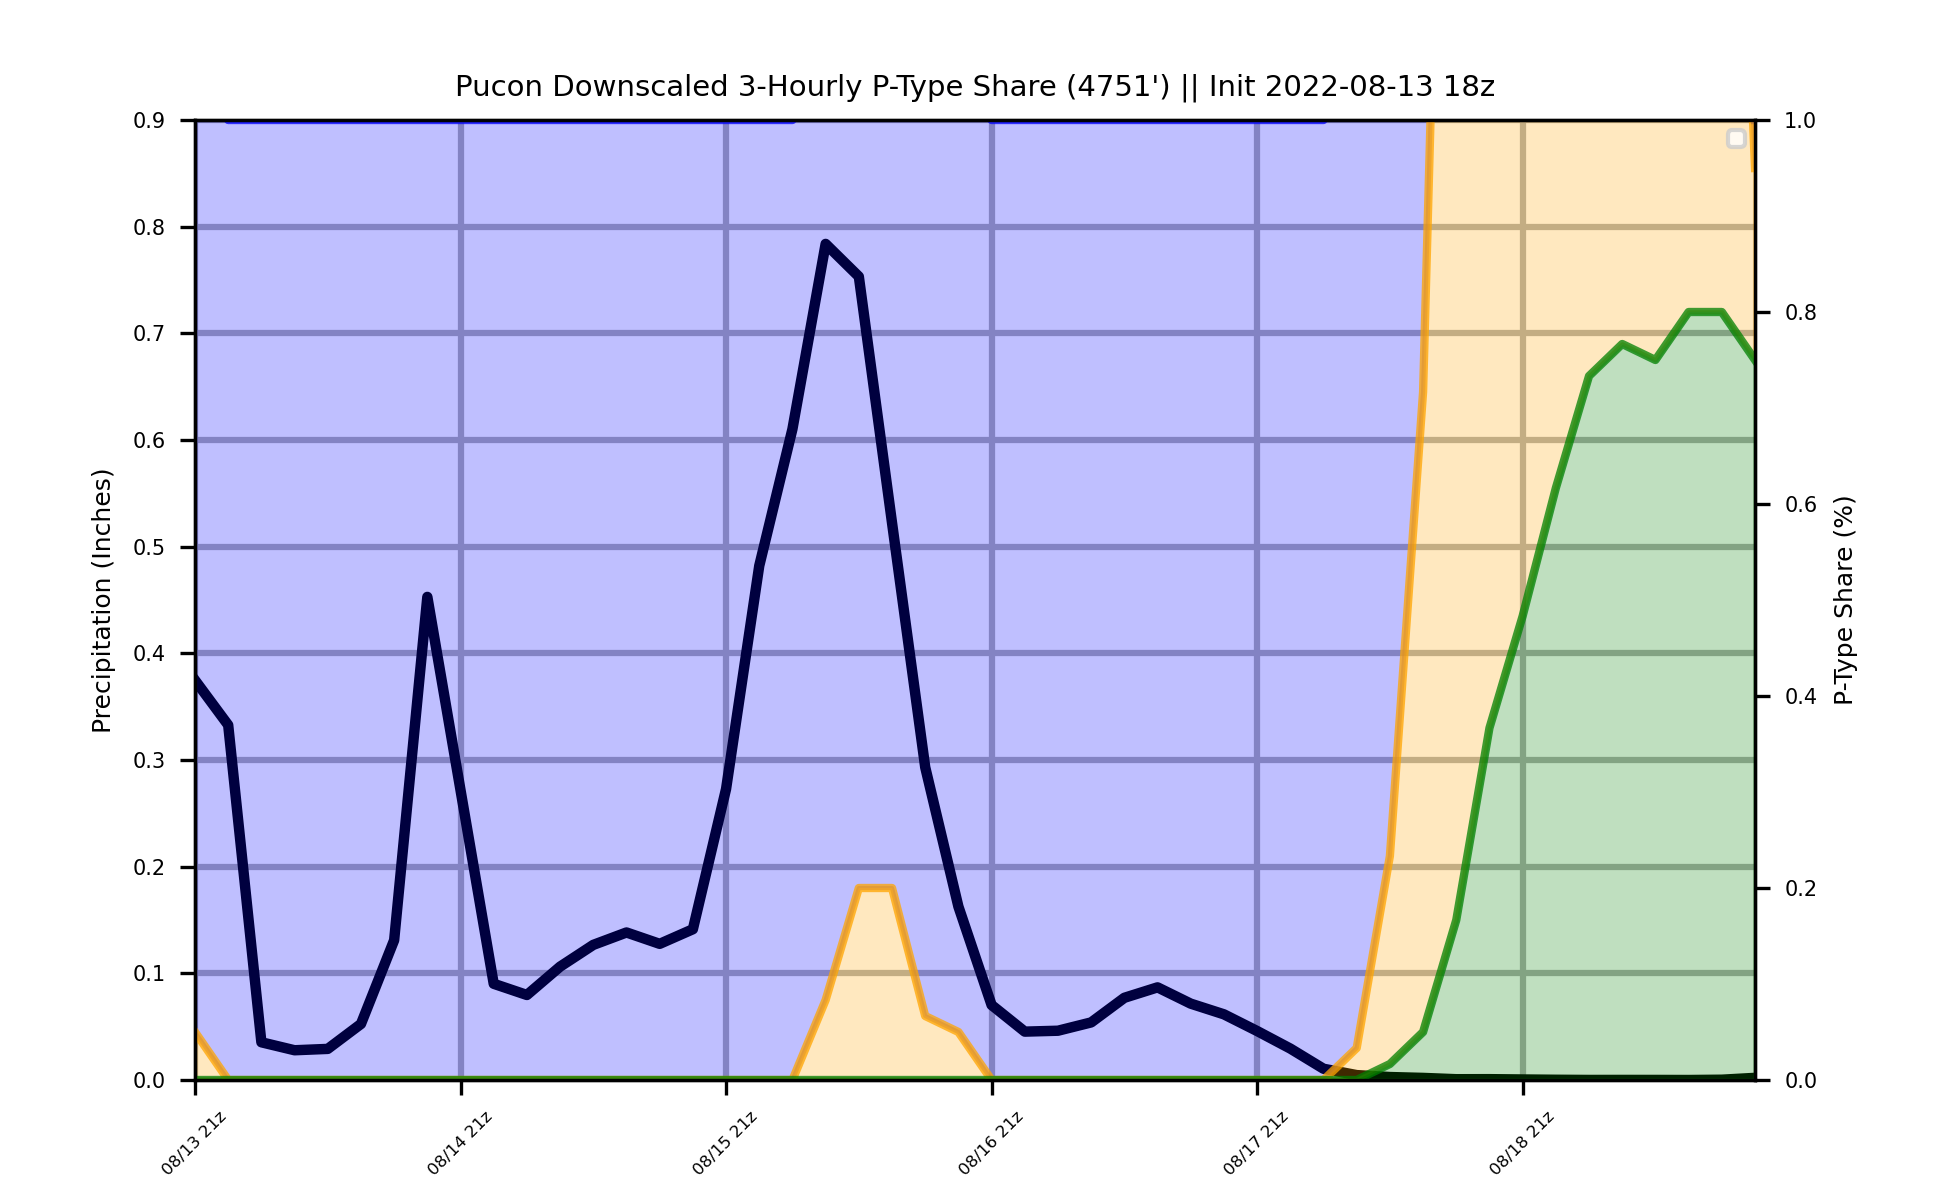 Pucon Downscaled 3-Hourly P-Type Share (4751') || Init 2022-08-13 18z
Precipitation (Inches)
0.9
0.8
0.7
0.6
0.5
0.4
0.3
0.2
0.1
0.0
1.0
0.8
0.6
0.4
0.2
0.0
P-Type Share (%)
08/13 21z
08/14 21z
08/15 21z
08/16 21z
08/17 21z
08/18 21z